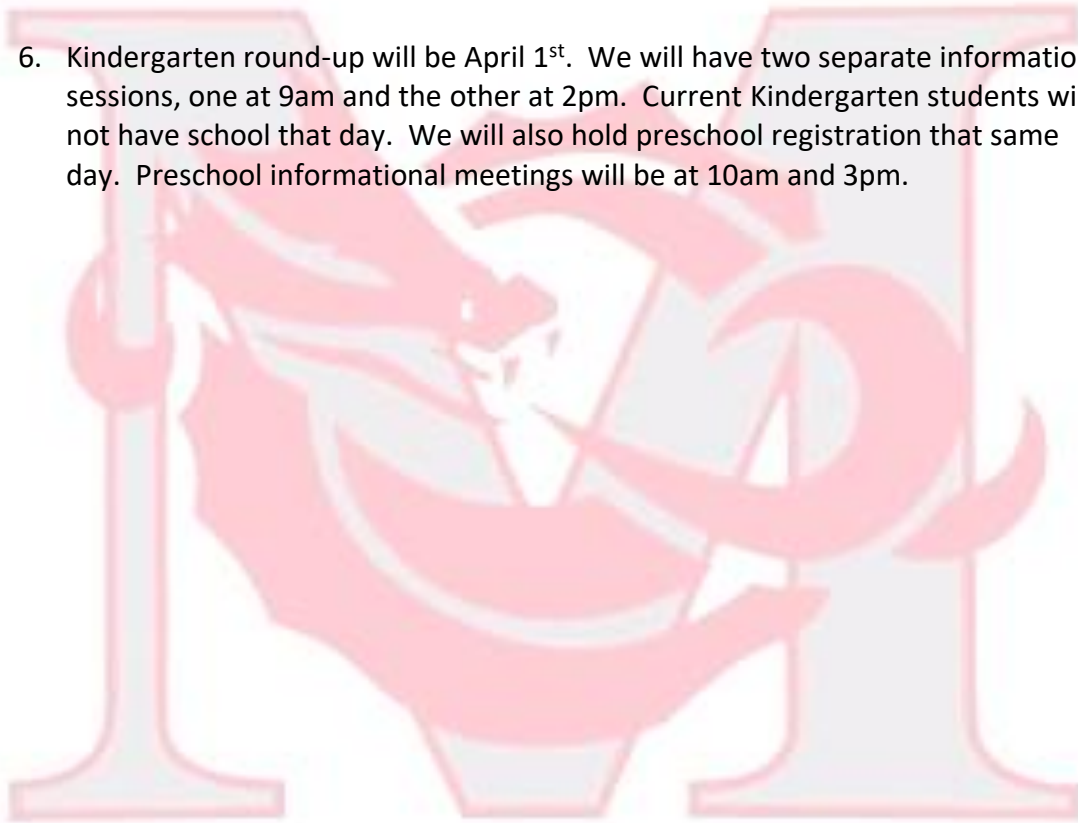 6. Kindergarten round-up will be April 1st. We will have two separate informatio
sessions, one at 9am and the other at 2pm. Current Kindergarten students wi
not have school that day. We will also hold preschool registration that same
day. Preschool informational meetings will be at 10am and 3pm.